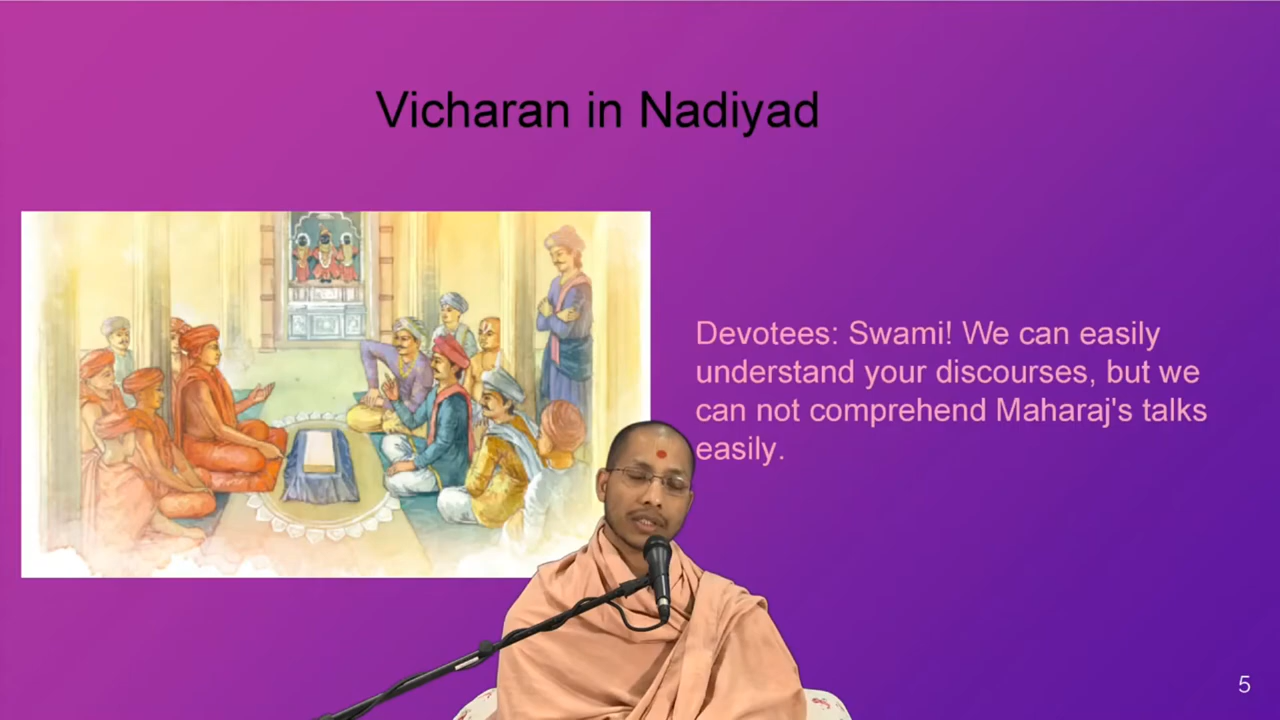 Vicharan in Nadiyad
Devotees: Swami! We can easily
understand your discourses, but we
can not comprehend Maharaj's talks
easily.
5